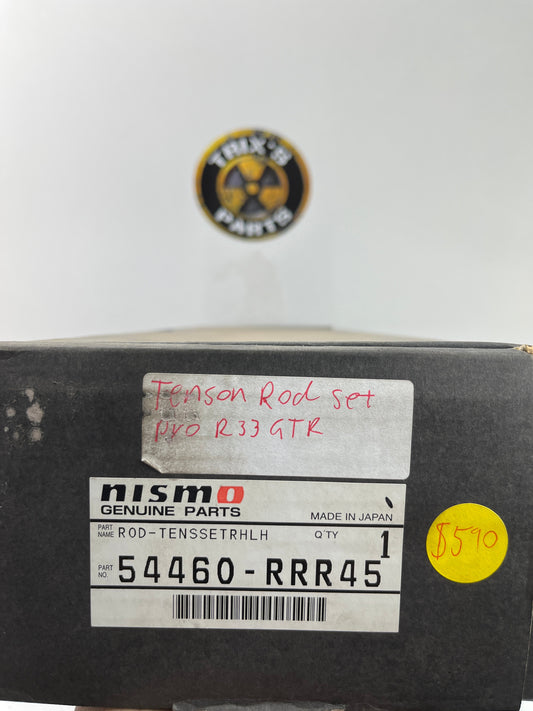 TRIX'S
PARTS
Tenson Rod set
pro R33 GTR
nismo
GENUINE PARTS
MADE IN JAPAN
PART NAME ROD-TENSSETRHLH Q'TY 1
PART NO. 54460-RRR45
$590